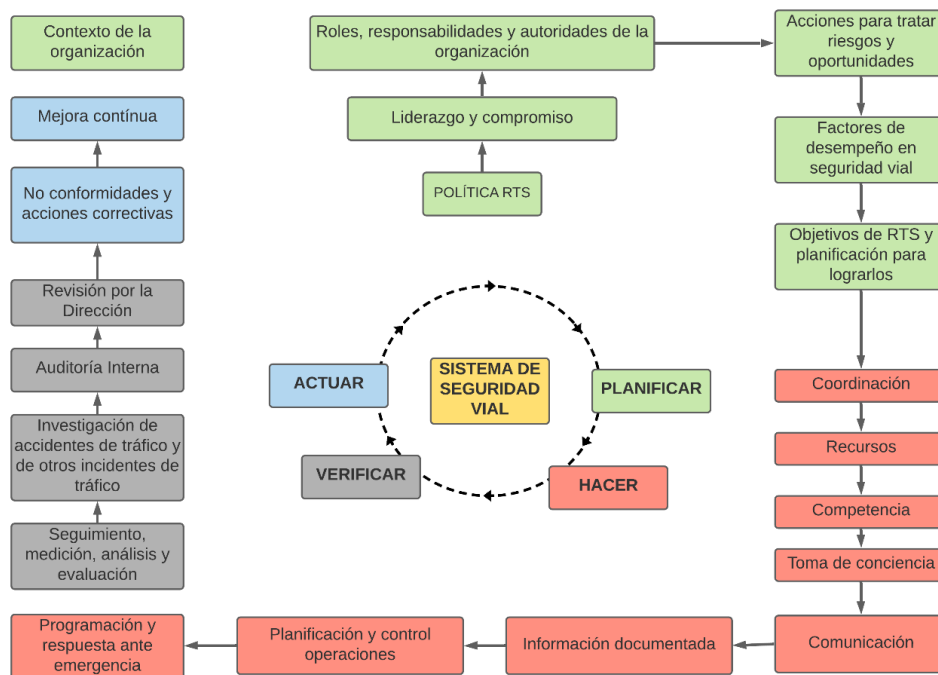 Contexto de la
organización
Mejora contínua
No conformidades y
acciones correctivas
Revisión por la
Dirección
Auditoría Interna
Investigación de
accidentes de tráfico y
de otros incidentes de
tráfico
Seguimiento,
medición, análisis y
evaluación
Programación y
respuesta ante
emergencia
Roles, responsabilidades y autoridades de la
organización
Liderazgo y compromiso
POLÍTICA RTS
ACTUAR
SISTEMA DE
SEGURIDAD
VIAL
PLANIFICAR
VERIFICAR
HACER
Planificación y control
operaciones
Información documentada
Acciones para tratar
riesgos y
oportunidades
Factores de
desempeño en
seguridad vial
Objetivos de RTS y
planificación para
lograrlos
Coordinación
Recursos
Competencia
Toma de conciencia
Comunicación